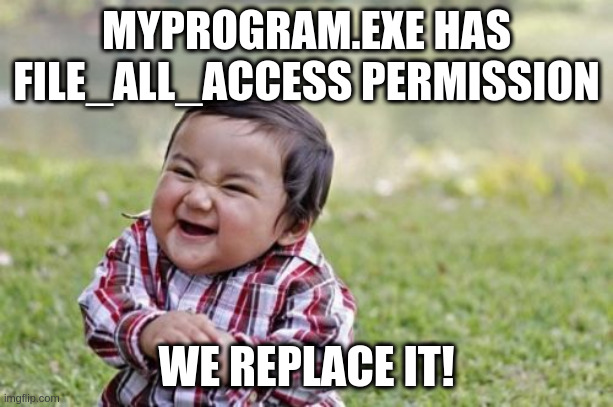 MYPROGRAM.EXE HAS
FILE_ALL_ACCESS PERMISSION
WE REPLACE IT!
imgflip.com